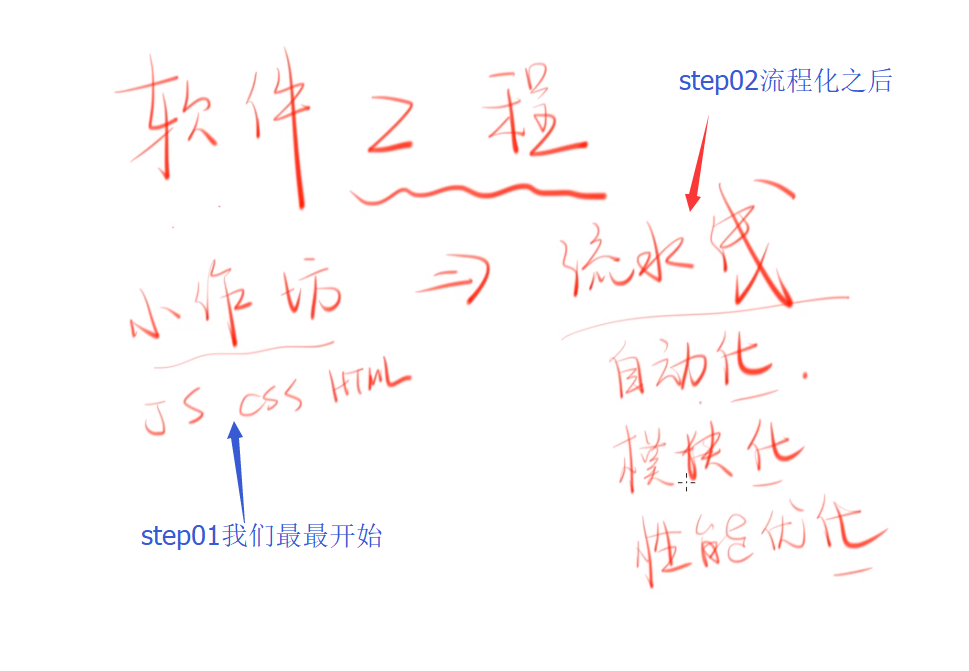 软件工程
step02流程化之后
小作坊 => 流水线
JS CSS HTML
自动化.
模块化
性能优化
step01我们最最开始